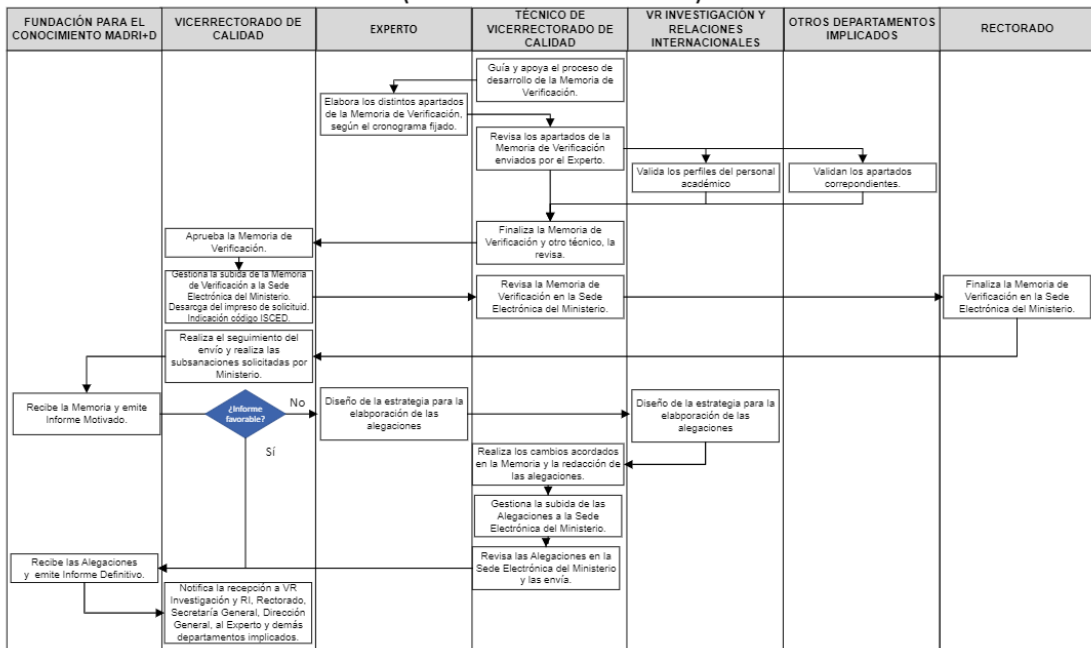 FUNDACIÓN PARA EL
CONOCIMIENTO MADRI+D
VICERRECTORADO DE
CALIDAD
EXPERTO
TÉCNICO DE
VICERRECTORADO DE
CALIDAD
VR INVESTIGACIÓN Y
RELACIONES
INTERNACIONALES
OTROS DEPARTAMENTOS
IMPLICADOS
RECTORADO
Guía y apoya el proceso de
desarrollo de la Memoria de
Verificación.
Elabora los distintos apartados
de la Memoria de Verificación,
según el cronograma fijado.
Revisa los apartados de la
Memoria de Verificación
enviados por el Experto.
Valida los perfiles del personal
académico
Validan los apartados
correpondientes.
Finaliza la Memoria de
Verificación y otro técnico, la
revisa.
Aprueba la Memoria de
Verificación.
Gestiona la subida de la Memoria
de Verificación a la Sede
Electrónica del Ministerio.
Desarcga del impreso de solicituid.
Indicación código ISCED.
Revisa la Memoria de
Verificación en la Sede
Electrónica del Ministerio.
Finaliza la Memoria de
Verificación en la Sede
Electrónica del Ministerio.
Realiza el seguimiento del
envío y realiza las
subsanaciones solicitadas por
Ministerio.
Recibe la Memoria y emite
Informe Motivado.
¿Informe
favorable?
No
Sí
Diseño de la estrategia para la
elabporación de las
alegaciones
Diseño de la estrategia para la
elabporación de las
alegaciones
Realiza los cambios acordados
en la Memoria y la redacción de
las alegaciones.
Gestiona la subida de las
Alegaciones a la Sede
Electrónica del Ministerio.
Revisa las Alegaciones en la
Sede Electrónica del Ministerio
y las envía.
Recibe las Alegaciones
y emite Informe Definitivo.
Notifica la recepción a VR
Investigación y RI, Rectorado,
Secretaría General, Dirección
General, al Experto y demás
departamentos implicados.